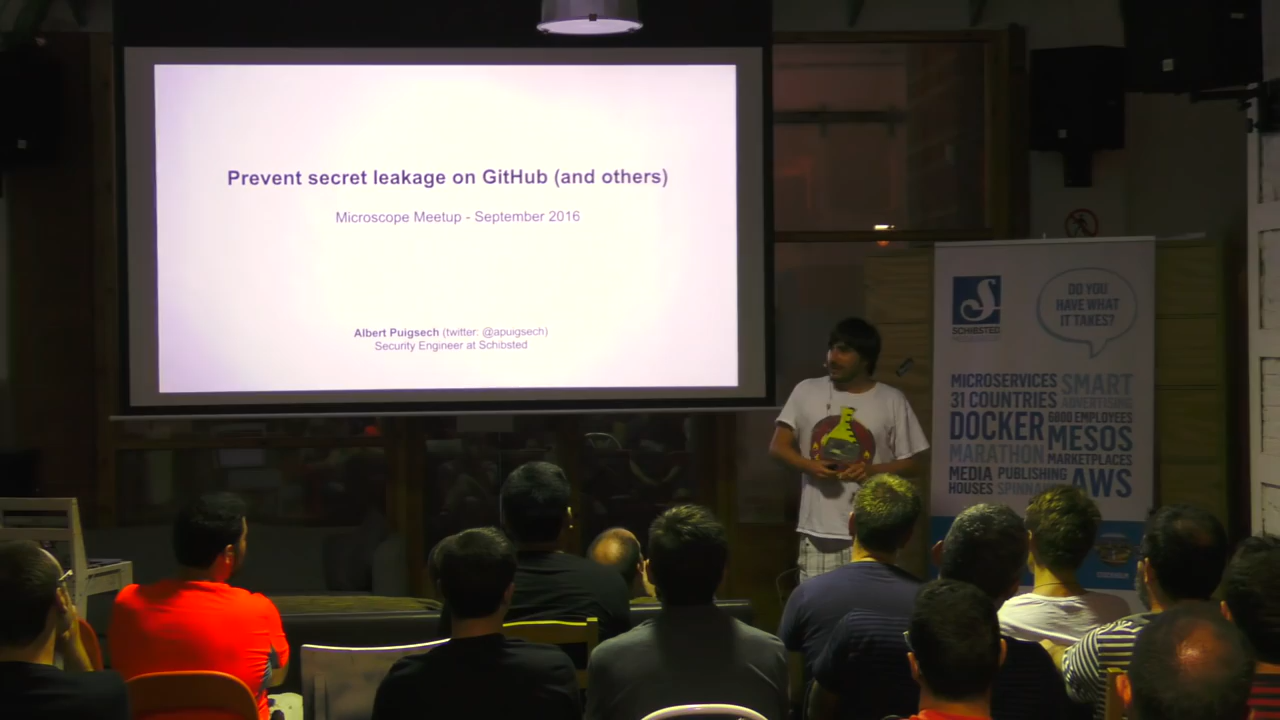 Prevent secret leakage on GitHub (and others)
Microscope Meetup - September 2016
Albert Puigsech (twitter: @apuigsech)
Security Engineer at Schibsted
SCHIBSTED
DO YOU
HAVE WHAT
IT TAKES?
MICROSERVICES SMART
31 COUNTRIES ADVERTISING
DOCKER 6800 EMPLOYEES
MESOS
MARATHON MARKETPLACES
MEDIA PUBLISHING
HOUSES AWS